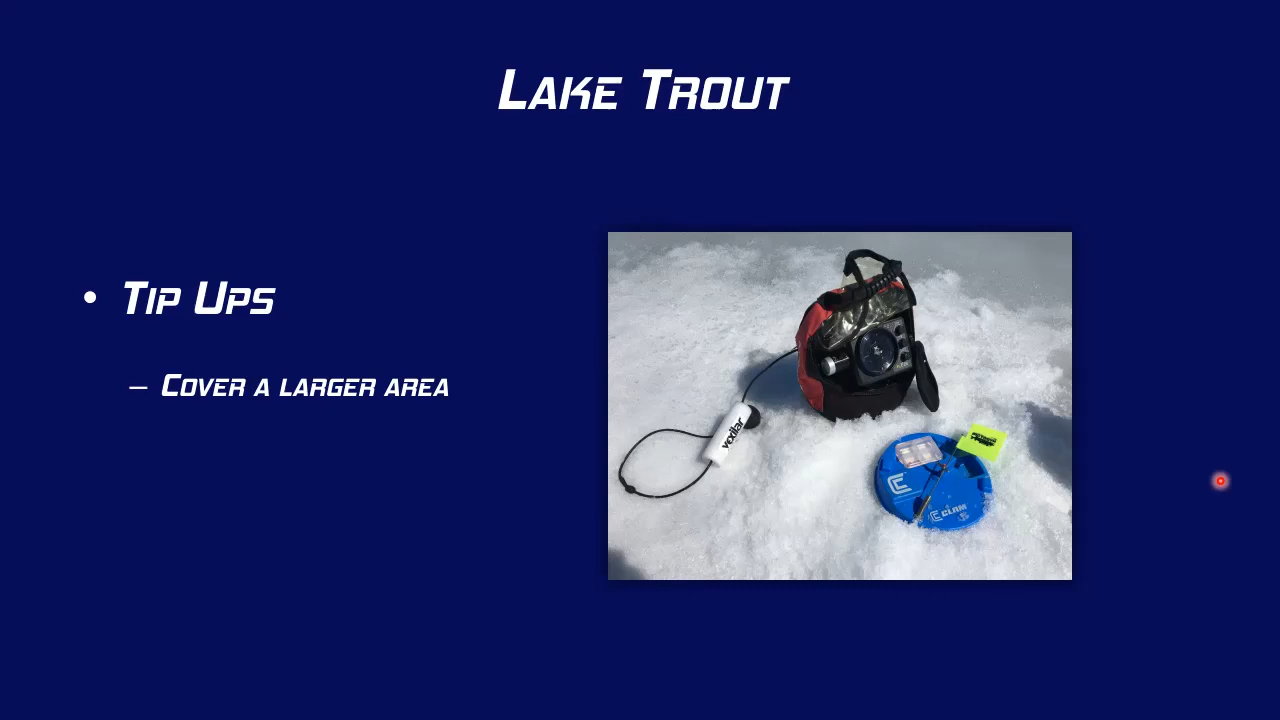 Lake Trout
• Tip Ups
– Cover a larger area
vexilar
CLAM